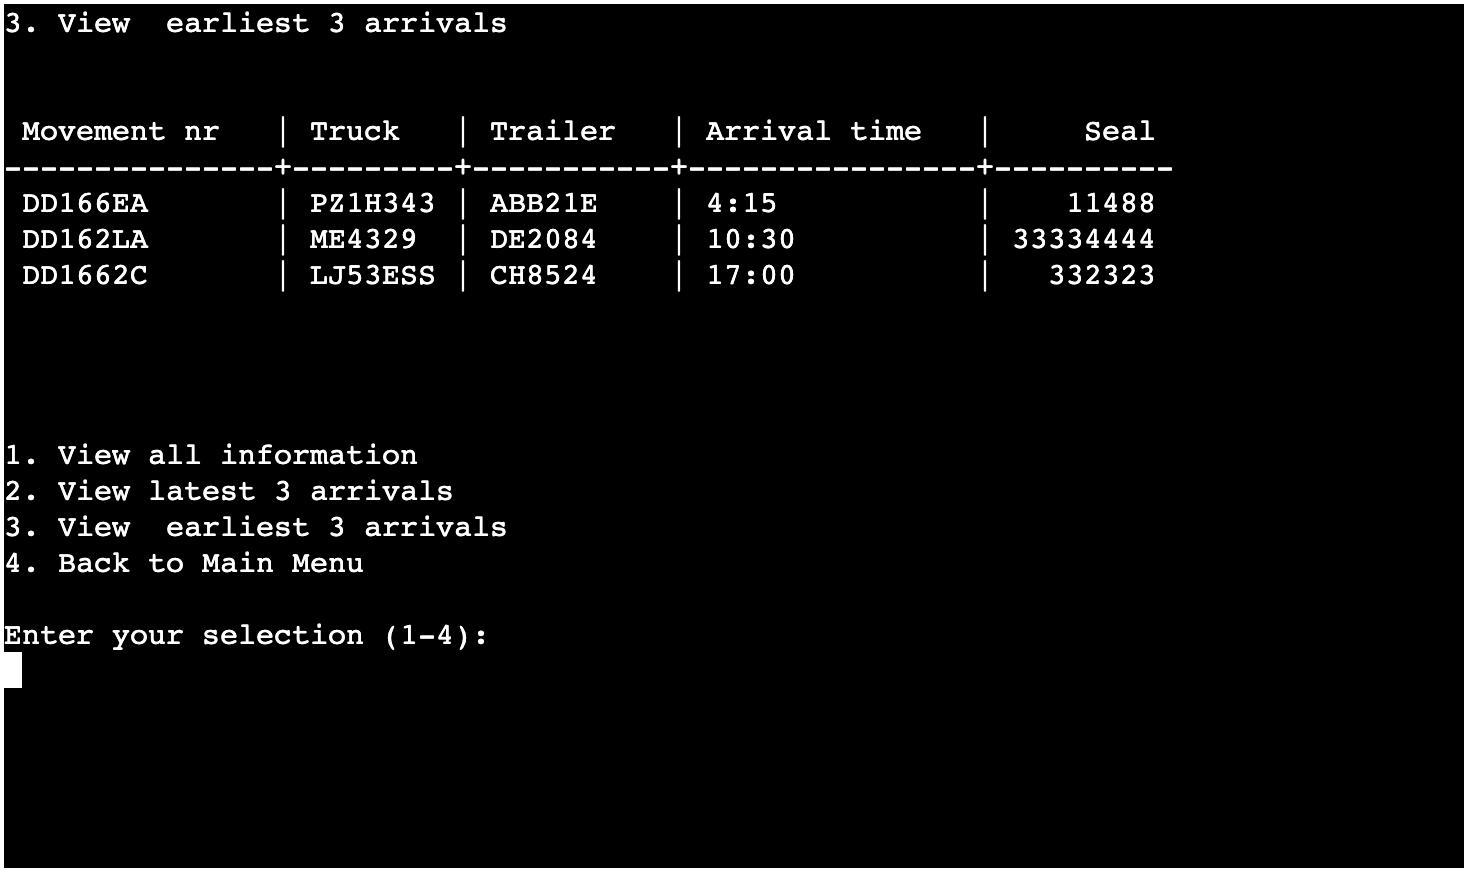 3. View  earliest 3 arrivals
 Movement nr   | Truck   | Trailer   | Arrival time   |     Seal
---------------+---------+-----------+----------------+----------
 DD166EA       | PZ1H343 | ABB21E    | 4:15           |    11488
 DD162LA       | ME4329  | DE2084    | 10:30          | 33334444
 DD1662C       | LJ53ESS | CH8524    | 17:00          |   332323
1. View all information
2. View latest 3 arrivals
3. View  earliest 3 arrivals
4. Back to Main Menu
Enter your selection (1-4):